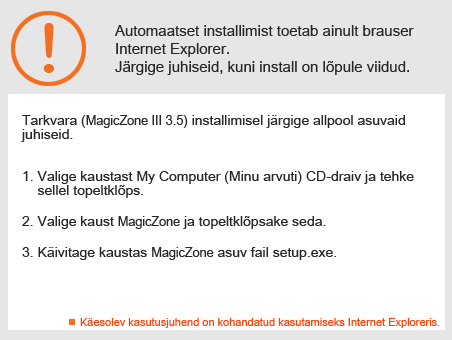 Automaatset installimist toetab ainult brauser
Internet Explorer.
Järgige juhiseid, kuni install on lõpule viidud.
Tarkvara (MagicZone III 3.5) installimisel järgige allpool asuvaid
juhiseid.
1. Valige kaustast My Computer (Minu arvuti) CD-draiv ja tehke
sellel topeltklõps.
2. Valige kaust MagicZone ja topeltklõpsake seda.
3. Käivitage kaustas MagicZone asuv fail setup.exe.
Käesolev kasutusjuhend on kohandatud kasutamiseks Internet Exploreris.